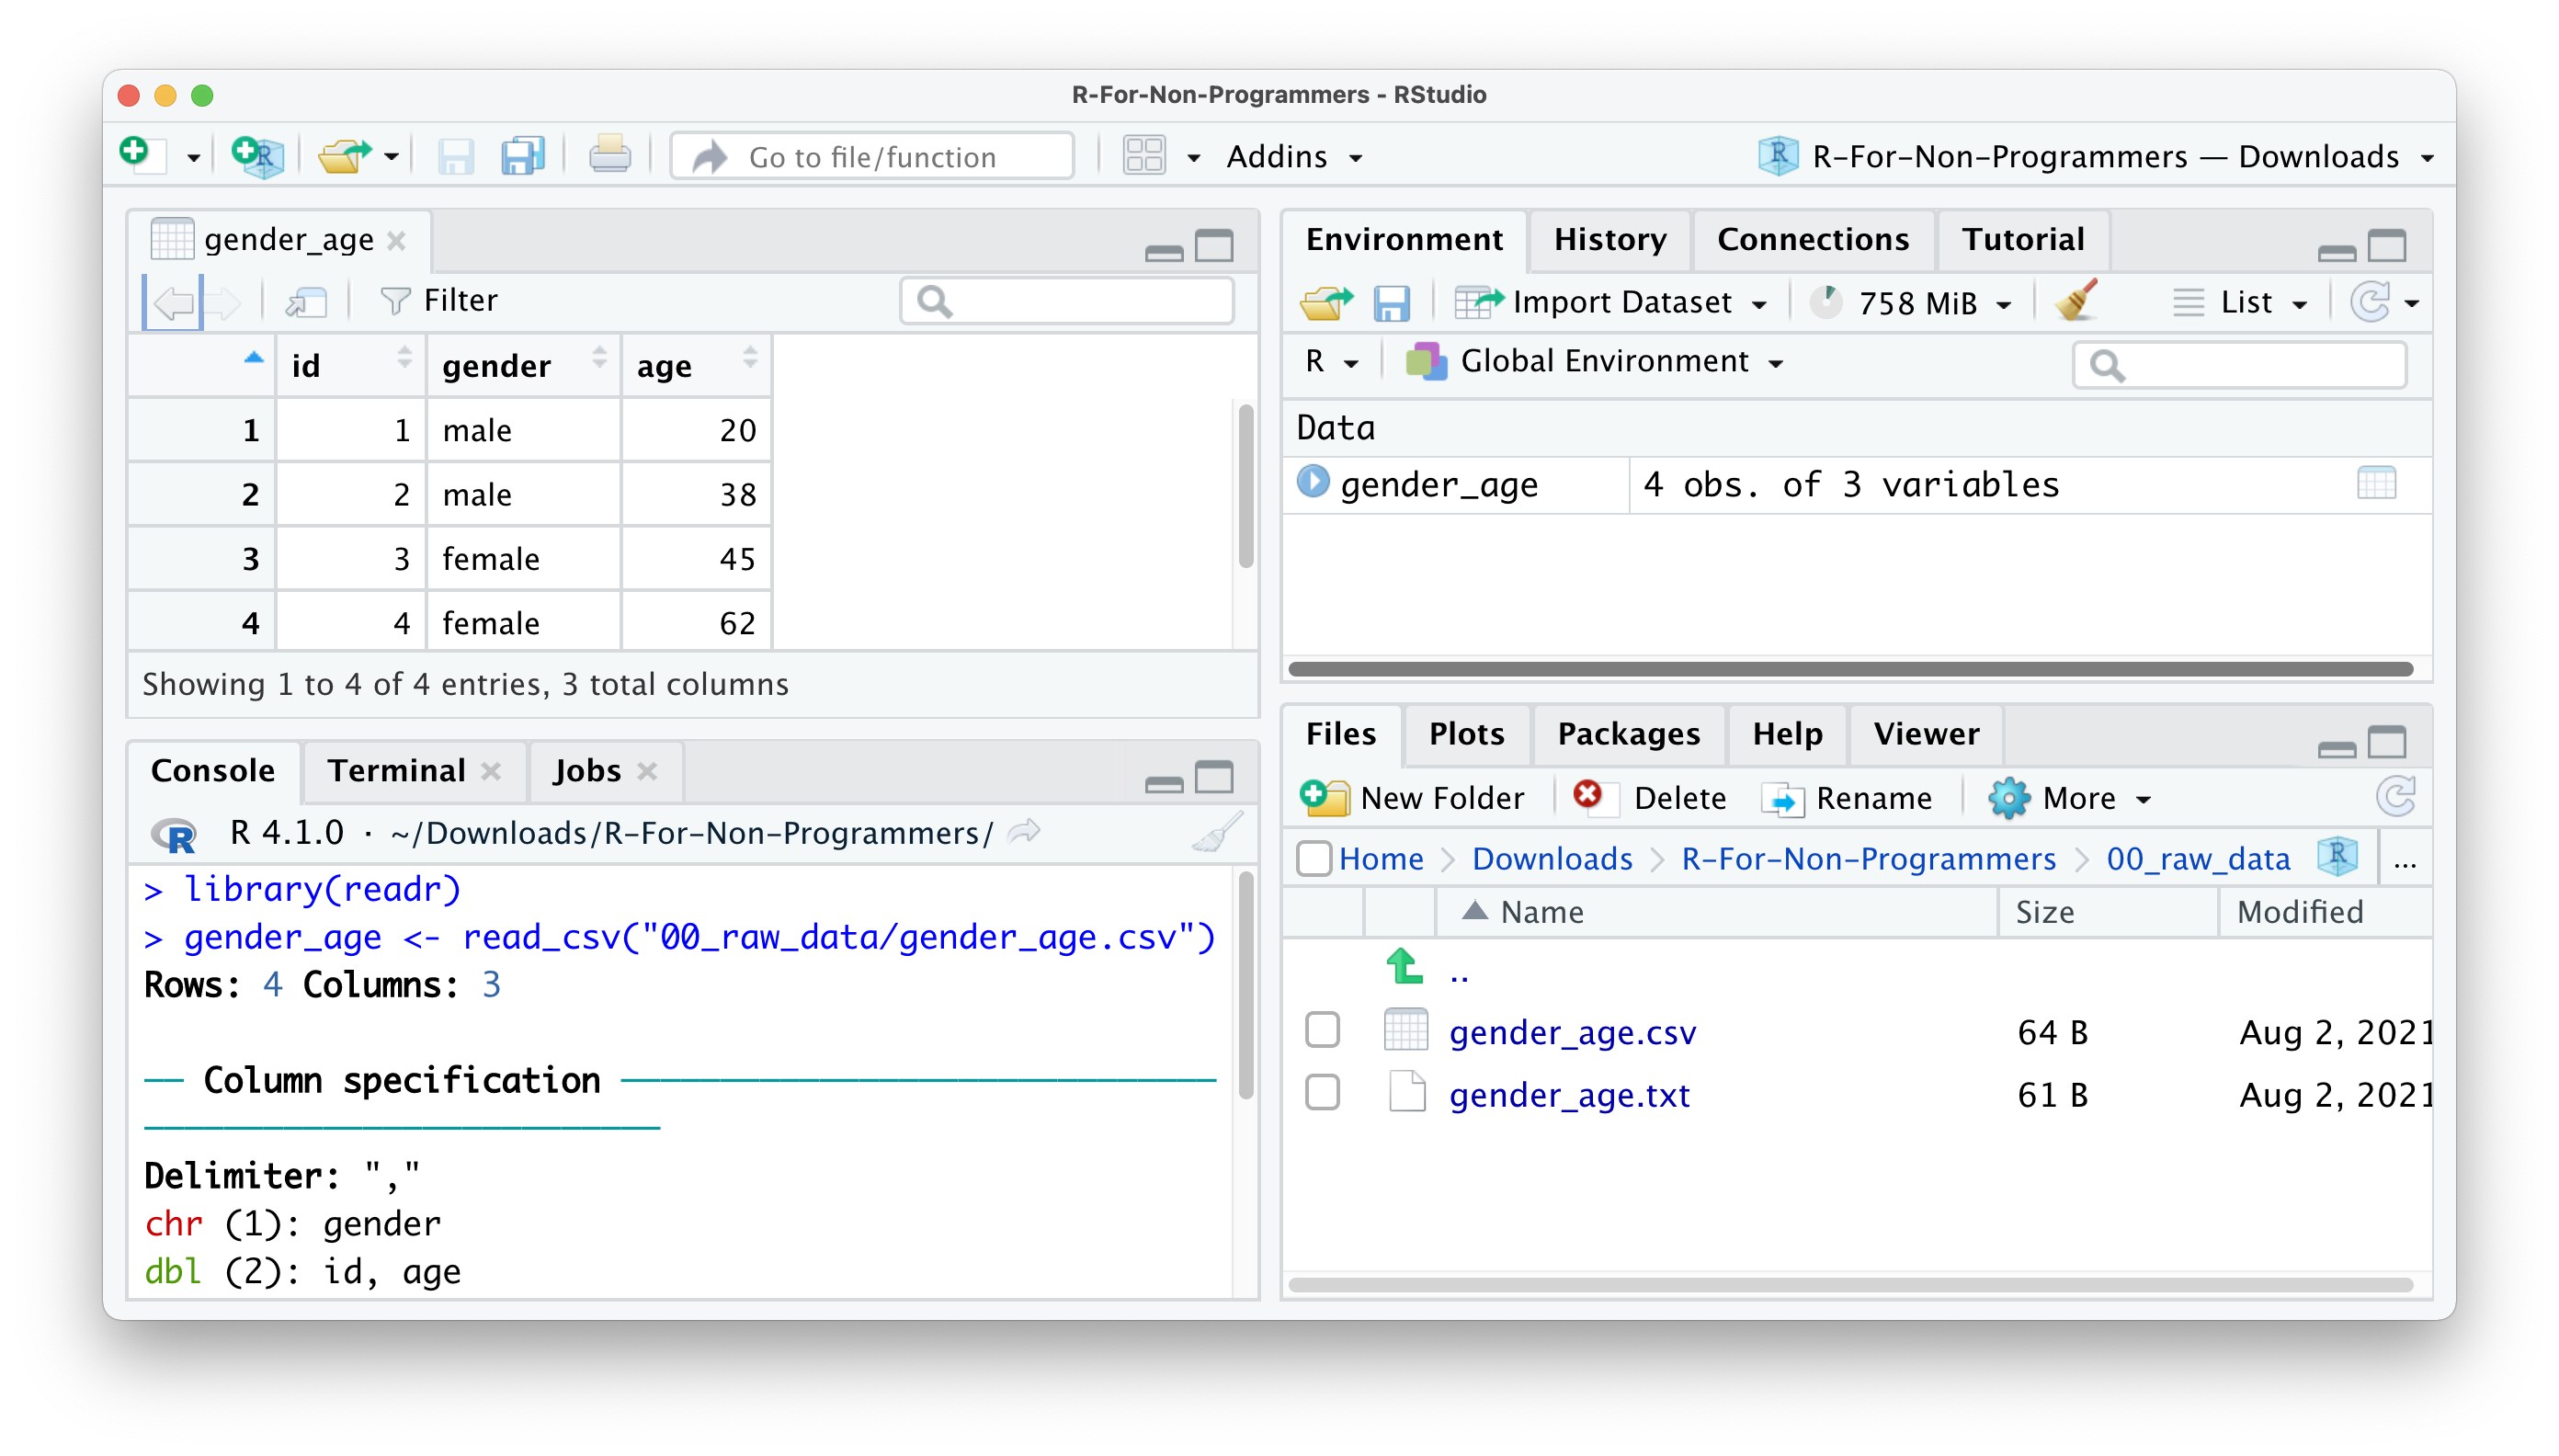 R-For-Non-Programmers - RStudio
Go to file/function
Addins
R-For-Non-Programmers — Downloads
gender_age
Filter
id gender age
1 1 male 20
2 2 male 38
3 3 female 45
4 4 female 62
Showing 1 to 4 of 4 entries, 3 total columns
Console Terminal Jobs
R 4.1.0 · ~/Downloads/R-For-Non-Programmers/
> library(readr)
> gender_age <- read_csv("00_raw_data/gender_age.csv")
Rows: 4 Columns: 3
── Column specification ──────────────────────────────
──────────────────────────
Delimiter: ","
chr (1): gender
dbl (2): id, age
Environment History Connections Tutorial
Import Dataset 758 MiB List
R Global Environment
Data
gender_age 4 obs. of 3 variables
Files Plots Packages Help Viewer
New Folder Delete Rename More
Home Downloads R-For-Non-Programmers 00_raw_data ...
Name Size Modified
..
gender_age.csv 64 B Aug 2, 2021
gender_age.txt 61 B Aug 2, 2021